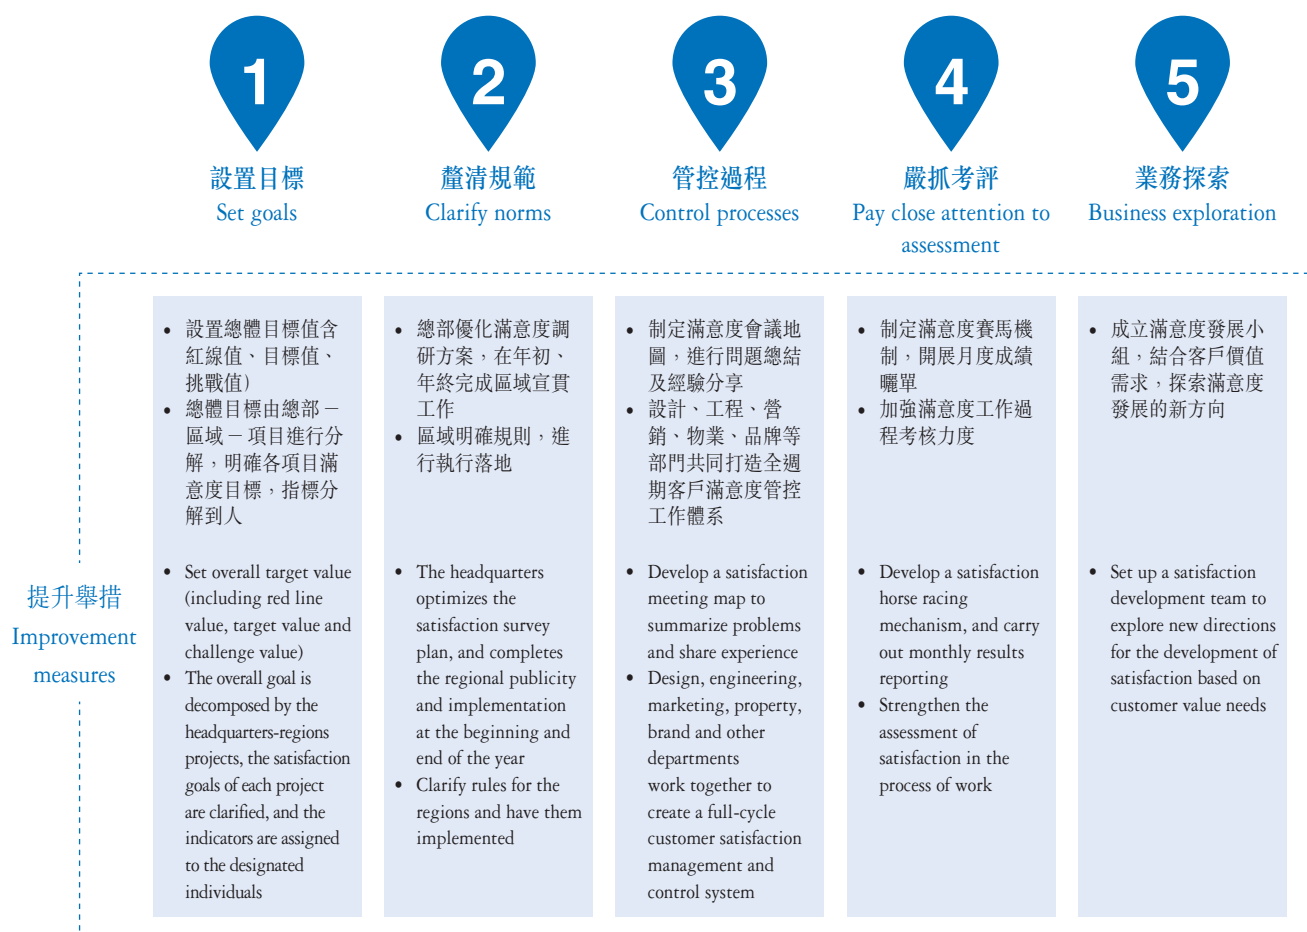 1
設置目標
Set goals
2
釐清規範
Clarify norms
3
管控過程
Control processes
4
嚴抓考評
Pay close attention to
assessment
5
業務探索
Business exploration
提升舉措
Improvement
measures
• 設置總體目標值含
紅線值、目標值、
挑戰值)
• 總體目標由總部－
區域－項目進行分
解，明確各項目滿
意度目標，指標分
解到人
• Set overall target value
(including red line
value, target value and
challenge value)
• The overall goal is
decomposed by the
headquarters-regions
projects, the satisfaction
goals of each project
are clarified, and the
indicators are assigned
to the designated
individuals
• 總部優化滿意度調
研方案，在年初、
年終完成區域宣貫
工作
• 區域明確規則，進
行執行落地
• The headquarters
optimizes the
satisfaction survey
plan, and completes
the regional publicity
and implementation
at the beginning and
end of the year
• Clarify rules for the
regions and have them
implemented
• 制定滿意度會議地
圖，進行問題總結
及經驗分享
• 設計、工程、營
銷、物業、品牌等
部門共同打造全週
期客戶滿意度管控
工作體系
• Develop a satisfaction
meeting map to
summarize problems
and share experience
• Design, engineering,
marketing, property,
brand and other
departments
work together to
create a full-cycle
customer satisfaction
management and
control system
• 制定滿意度賽馬機
制，開展月度成績
曬單
• 加強滿意度工作過
程考核力度
• Develop a satisfaction
horse racing
mechanism, and carry
out monthly results
reporting
• Strengthen the
assessment of
satisfaction in the
process of work
• 成立滿意度發展小
組，結合客戶價值
需求，探索滿意度
發展的新方向
• Set up a satisfaction
development team to
explore new directions
for the development of
satisfaction based on
customer value needs